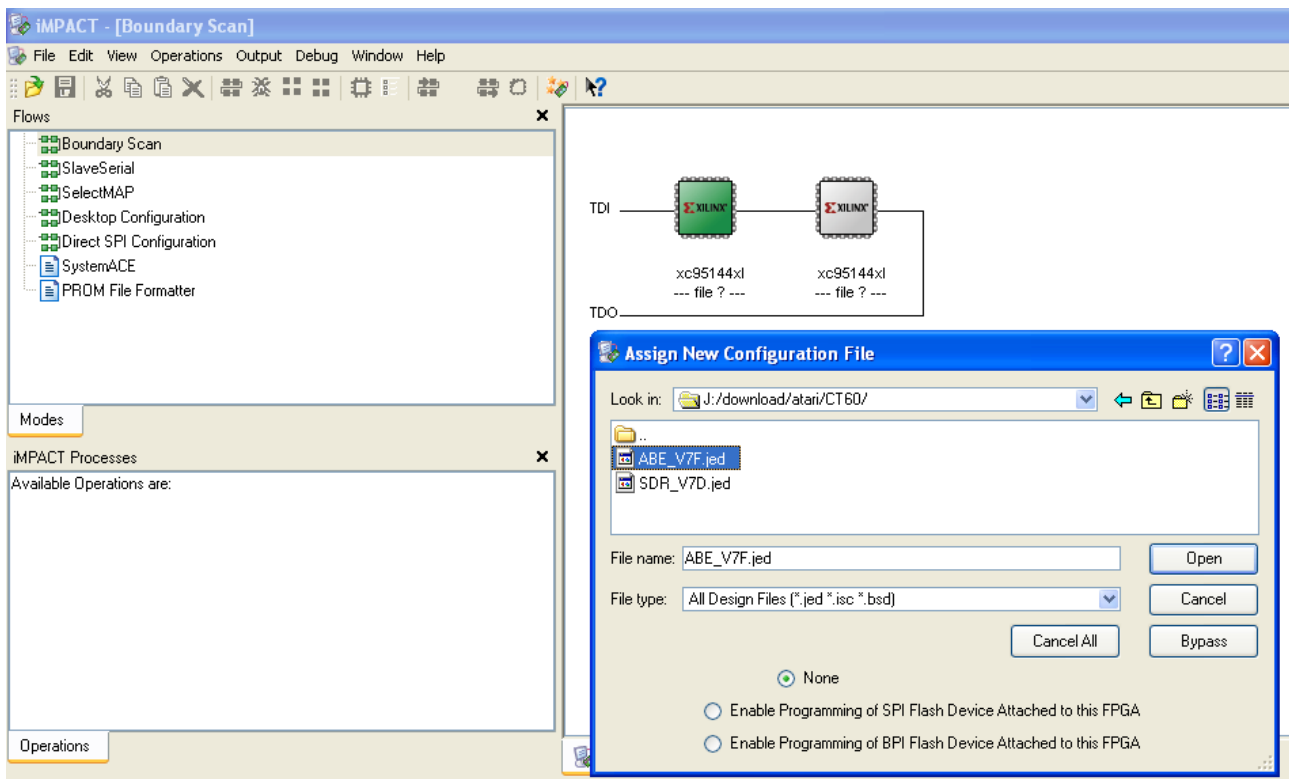 iMPACT - [Boundary Scan]
File Edit View Operations Output Debug Window Help
Flows
Boundary Scan
SlaveSerial
SelectMAP
Desktop Configuration
Direct SPI Configuration
SystemACE
PROM File Formatter
Modes
iMPACT Processes
Available Operations are:
Operations
TDI
XILINX
XILINX
xc95144xl
xc95144xl
--- file ? ---
--- file ? ---
TDO
Assign New Configuration File
Look in: J:/download/atari/CT60/
..
ABE_V7F.jed
SDR_V7D.jed
File name: ABE_V7F.jed
Open
File type: All Design Files (*.jed *.isc *.bsd)
Cancel
Cancel All
Bypass
None
Enable Programming of SPI Flash Device Attached to this FPGA
Enable Programming of BPI Flash Device Attached to this FPGA